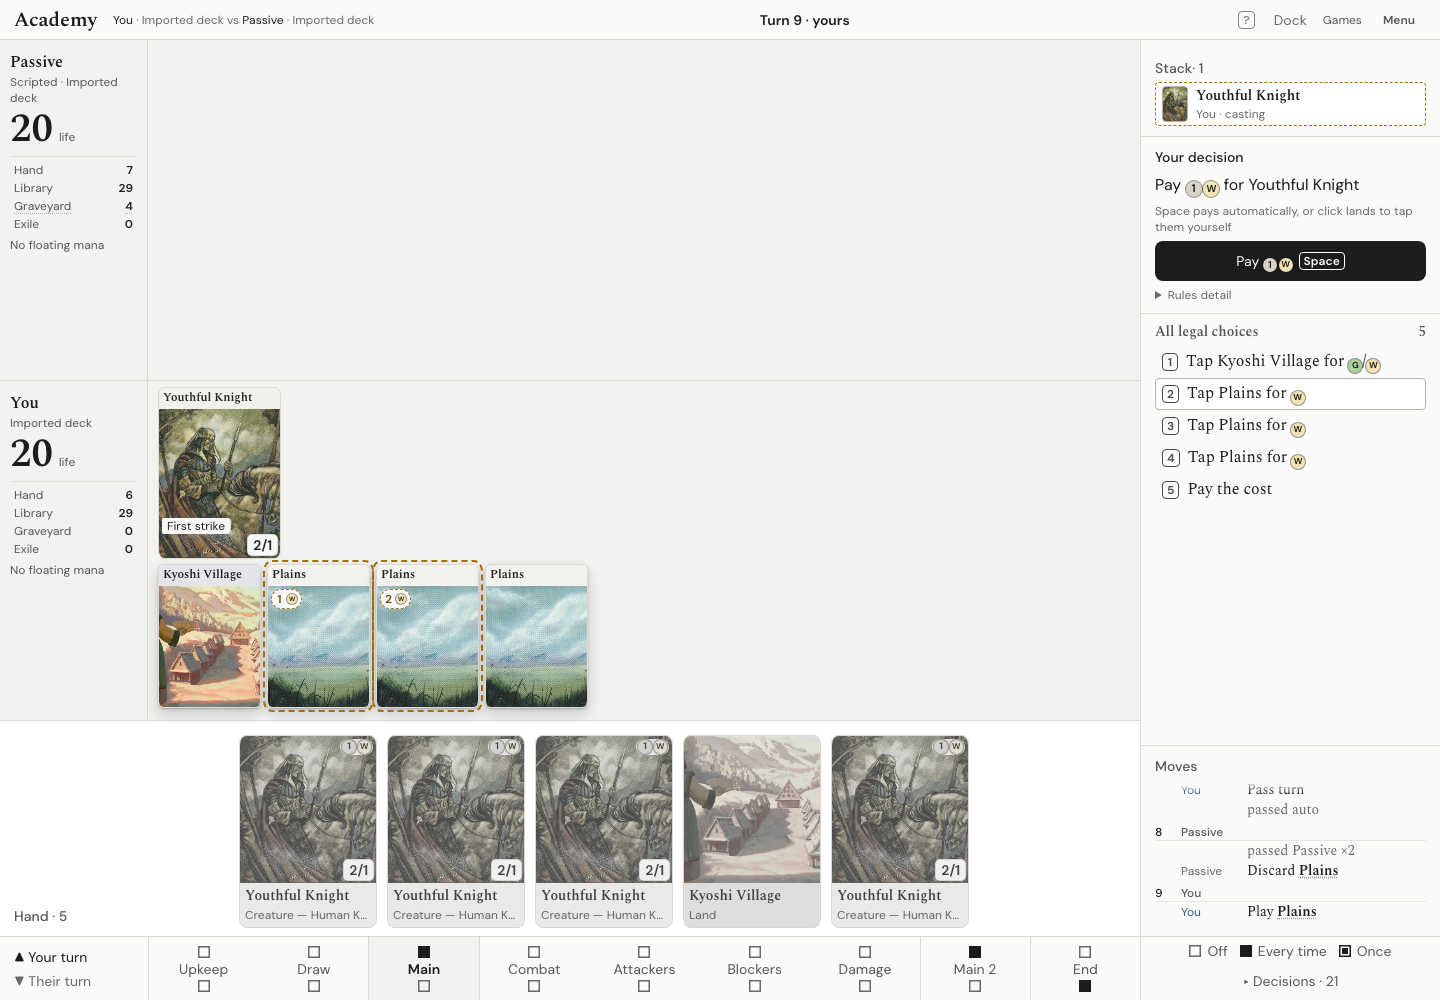 Academy You · Imported deck vs Passive · Imported deck Turn 9 · yours ? Dock Games Menu
Passive
Scripted · Imported
deck
20 life
Hand 7
Library 29
Graveyard 4
Exile 0
No floating mana
You
Imported deck
20 life
Hand 6
Library 29
Graveyard 0
Exile 0
No floating mana
Youthful Knight
First strike
2/1
Kyoshi Village
Plains
1 W
Plains
2 W
Plains
Hand · 5
1 W
2/1
Youthful Knight
Creature — Human K...
1 W
2/1
Youthful Knight
Creature — Human K...
1 W
2/1
Youthful Knight
Creature — Human K...
Kyoshi Village
Land
1 W
2/1
Youthful Knight
Creature — Human K...
Stack · 1
Youthful Knight
You · casting
Your decision
Pay 1 W for Youthful Knight
Space pays automatically, or click lands to tap
them yourself
Pay 1 W Space
▶ Rules detail
All legal choices 5
1 Tap Kyoshi Village for G/W
2 Tap Plains for W
3 Tap Plains for W
4 Tap Plains for W
5 Pay the cost
Moves
You Pass turn
passed auto
8 Passive
passed Passive ×2
Passive Discard Plains
9 You
You Play Plains
▲ Your turn
▼ Their turn
Upkeep Draw Main Combat Attackers Blockers Damage Main 2 End
Off Every time Once
▸ Decisions · 21